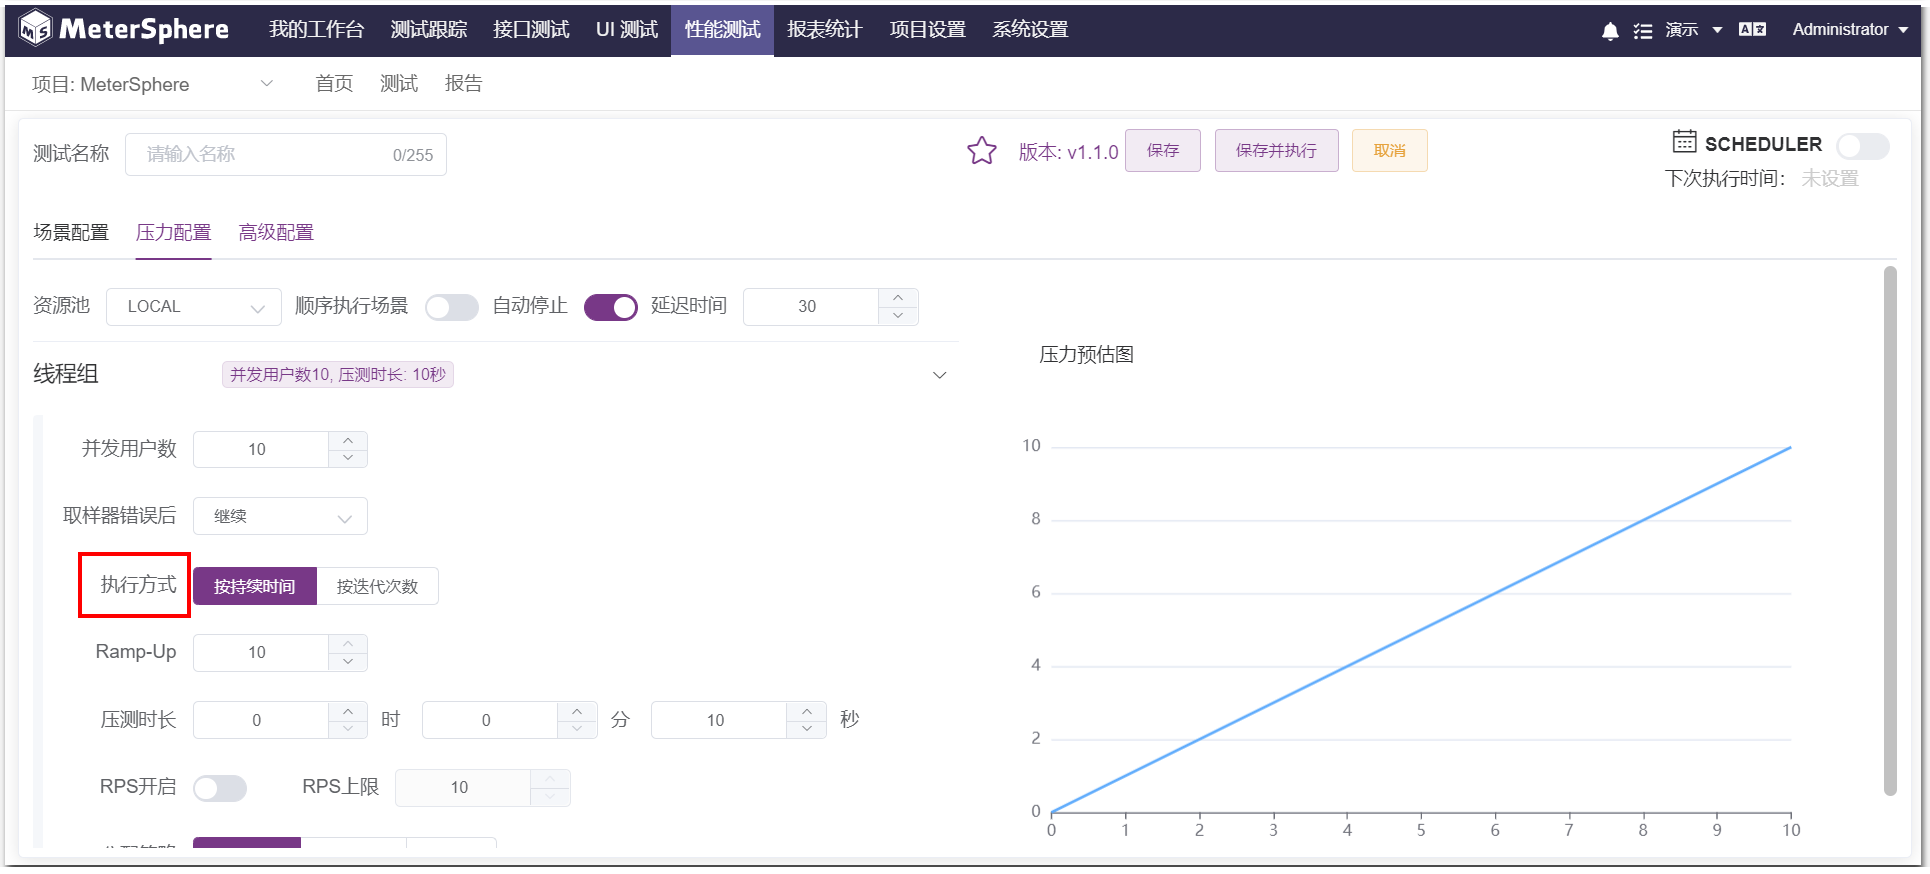 MeterSphere 我的工作台 测试跟踪 接口测试 UI 测试 性能测试 报表统计 项目设置 系统设置 演示 Administrator
项目: MeterSphere 首页 测试 报告
测试名称 请输入名称 0/255 版本: v1.1.0 保存 保存并执行 取消 SCHEDULER
下次执行时间: 未设置
场景配置 压力配置 高级配置
资源池 LOCAL 顺序执行场景 自动停止 延迟时间 30
线程组 并发用户数10, 压测时长: 10秒
压力预估图
并发用户数 10
取样器错误后 继续
执行方式 按持续时间 按迭代次数
Ramp-Up 10
压测时长 0 时 0 分 10 秒
RPS开启 RPS上限 10
10
8
6
4
2
0
0 1 2 3 4 5 6 7 8 9 10